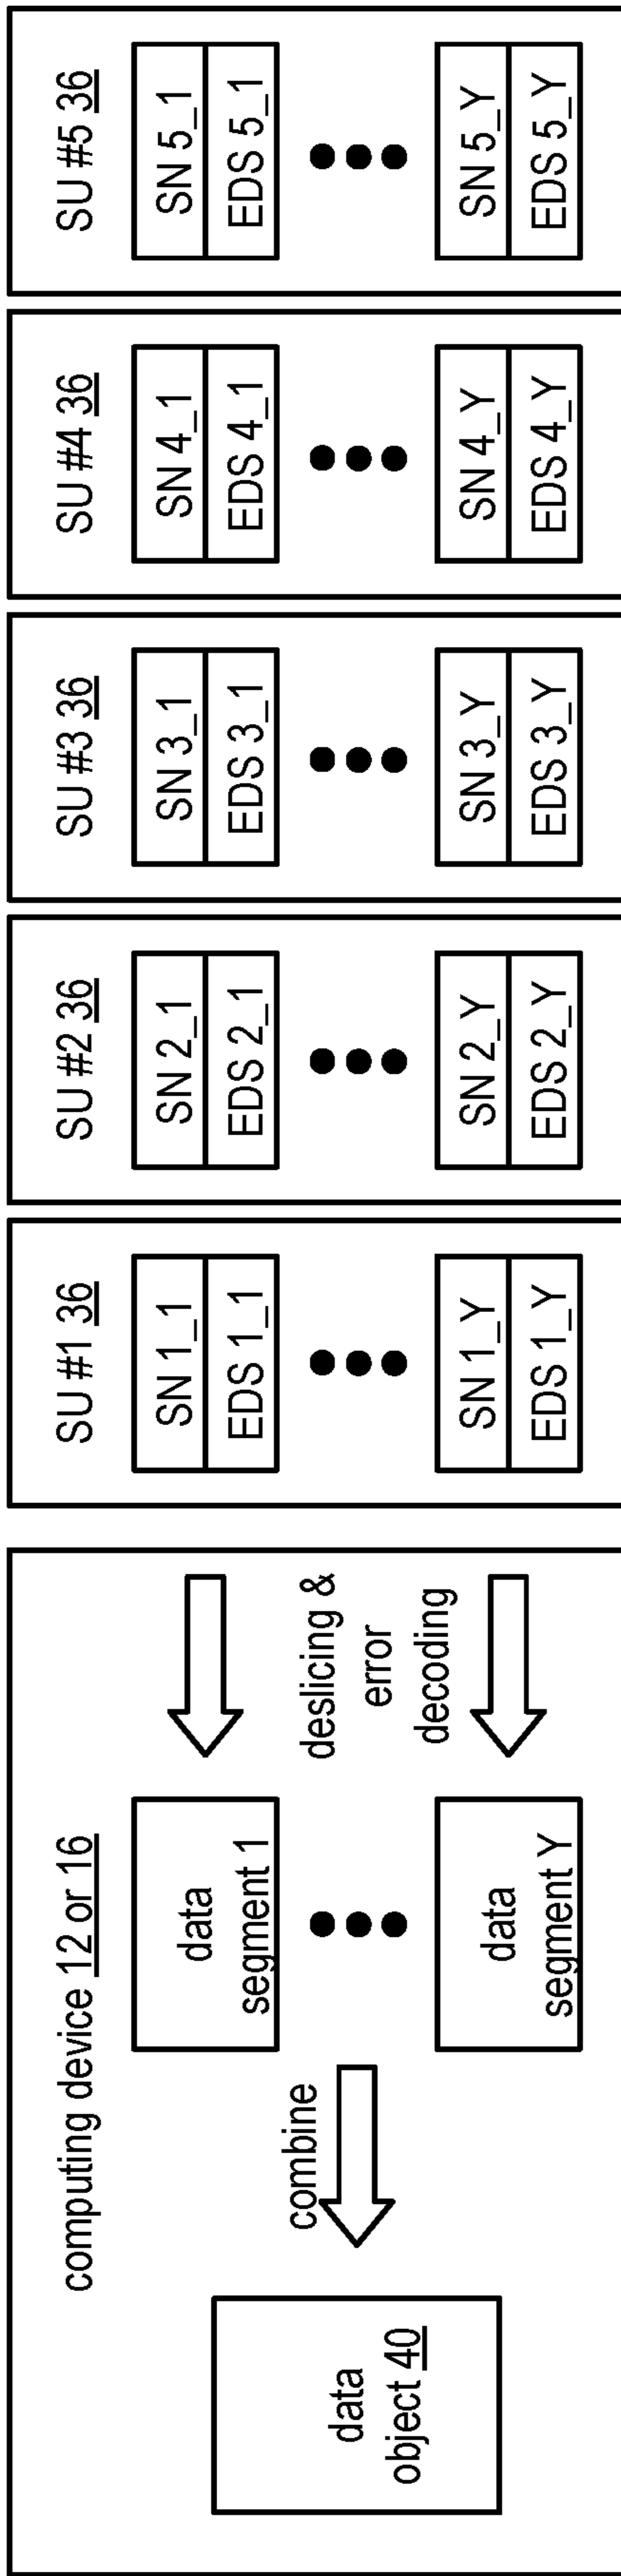 computing device 12 or 16
data
object 40
combine
data
segment 1
data
segment Y
deslicing &
error
decoding
SU #1 36
SN 1_1
EDS 1_1
SN 1_Y
EDS 1_Y
SU #2 36
SN 2_1
EDS 2_1
SN 2_Y
EDS 2_Y
SU #3 36
SN 3_1
EDS 3_1
SN 3_Y
EDS 3_Y
SU #4 36
SN 4_1
EDS 4_1
SN 4_Y
EDS 4_Y
SU #5 36
SN 5_1
EDS 5_1
SN 5_Y
EDS 5_Y